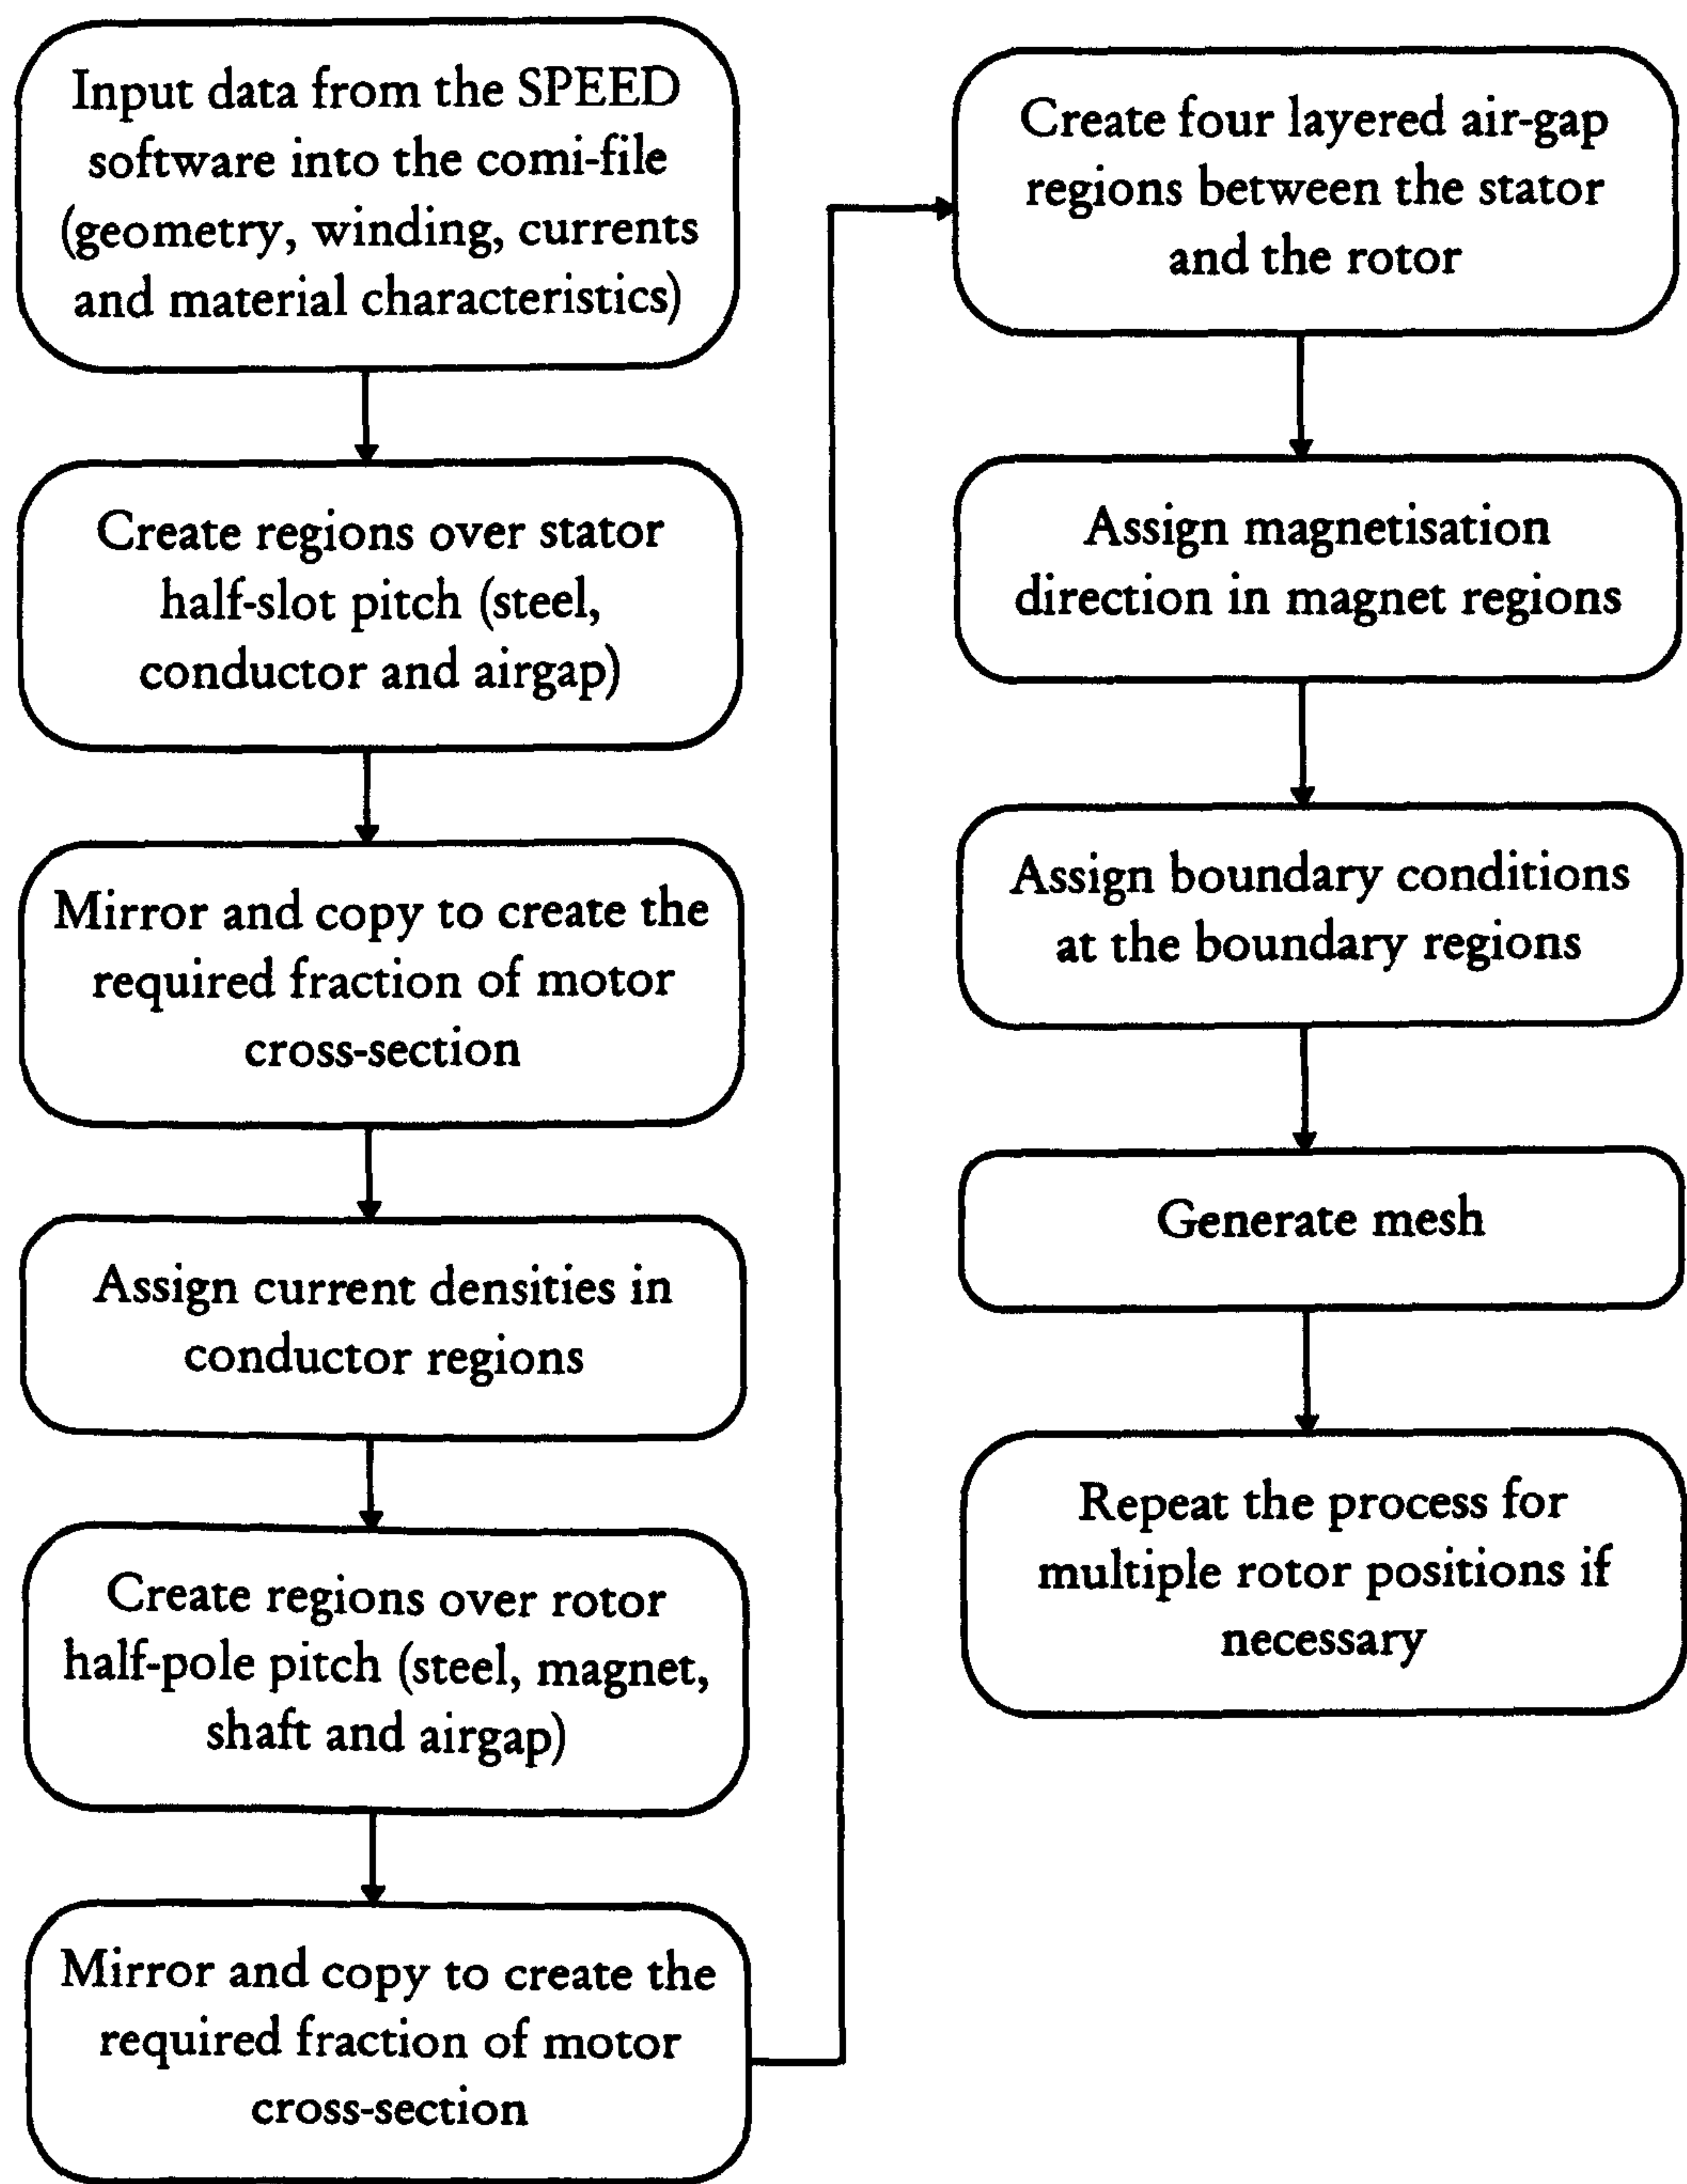 Input data from the SPEED
software into the comi-file
(geometry, winding, currents
and material characteristics)
Create regions over stator
half-slot pitch (steel,
conductor and airgap)
Mirror and copy to create the
required fraction of motor
cross-section
Assign current densities in
conductor regions
Create regions over rotor
half-pole pitch (steel, magnet,
shaft and airgap)
Mirror and copy to create the
required fraction of motor
cross-section
Create four layered air-gap
regions between the stator
and the rotor
Assign magnetisation
direction in magnet regions
Assign boundary conditions
at the boundary regions
Generate mesh
Repeat the process for
multiple rotor positions if
necessary